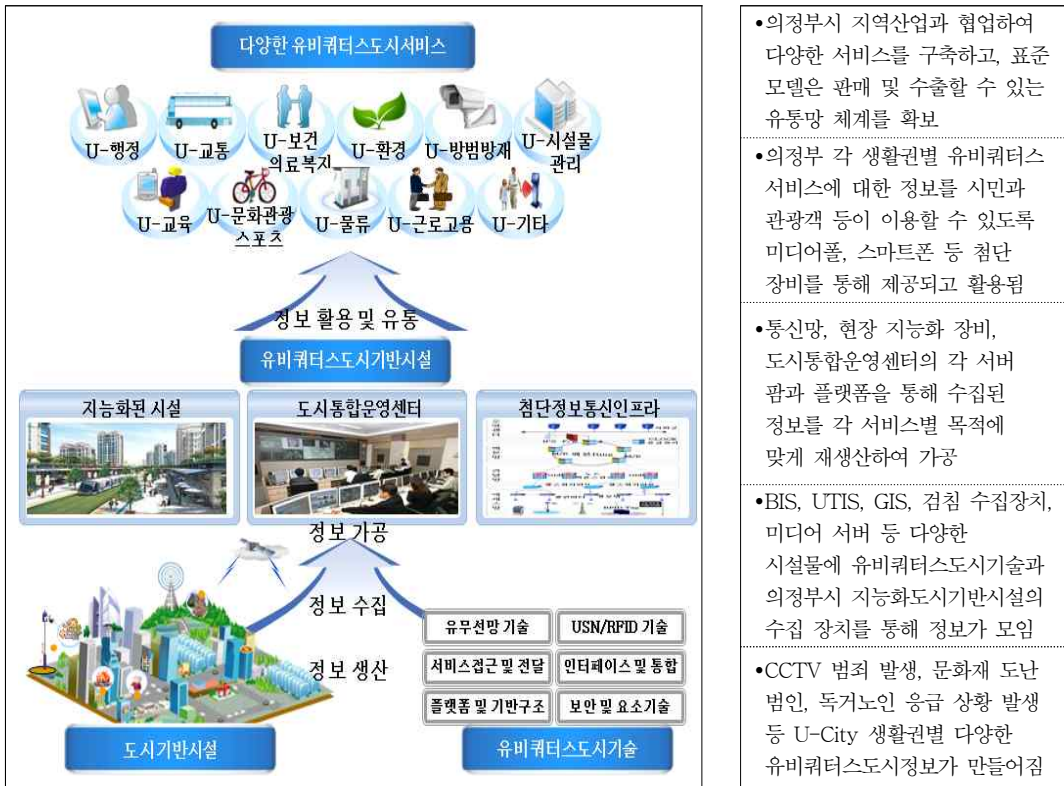 다양한 유비쿼터스도시서비스
U-행정
U-교통
U-보건
의료복지
U-환경
U-방범방재
U-시설물
관리
U-교육
U-문화관광
스포츠
U-물류
U-근로고용
U-기타
정보 활용 및 유통
유비쿼터스도시기반시설
지능화된 시설
도시통합운영센터
첨단정보통신인프라
정보 가공
정보 수집
정보 생산
유무선망 기술
USN/RFID 기술
서비스접근 및 전달
인터페이스 및 통합
플랫폼 및 기반구조
보안 및 요소기술
도시기반시설
유비쿼터스도시기술
•의정부시 지역산업과 협업하여
다양한 서비스를 구축하고, 표준
모델은 판매 및 수출할 수 있는
유통망 체계를 확보
•의정부 각 생활권별 유비쿼터스
서비스에 대한 정보를 시민과
관광객 등이 이용할 수 있도록
미디어폴, 스마트폰 등 첨단
장비를 통해 제공되고 활용됨
•통신망, 현장 지능화 장비,
도시통합운영센터의 각 서버
팜과 플랫폼을 통해 수집된
정보를 각 서비스별 목적에
맞게 재생산하여 가공
•BIS, UTIS, GIS, 검침 수집장치,
미디어 서버 등 다양한
시설물에 유비쿼터스도시기술과
의정부시 지능화도시기반시설의
수집 장치를 통해 정보가 모임
•CCTV 범죄 발생, 문화재 도난
범인, 독거노인 응급 상황 발생
등 U-City 생활권별 다양한
유비쿼터스도시정보가 만들어짐